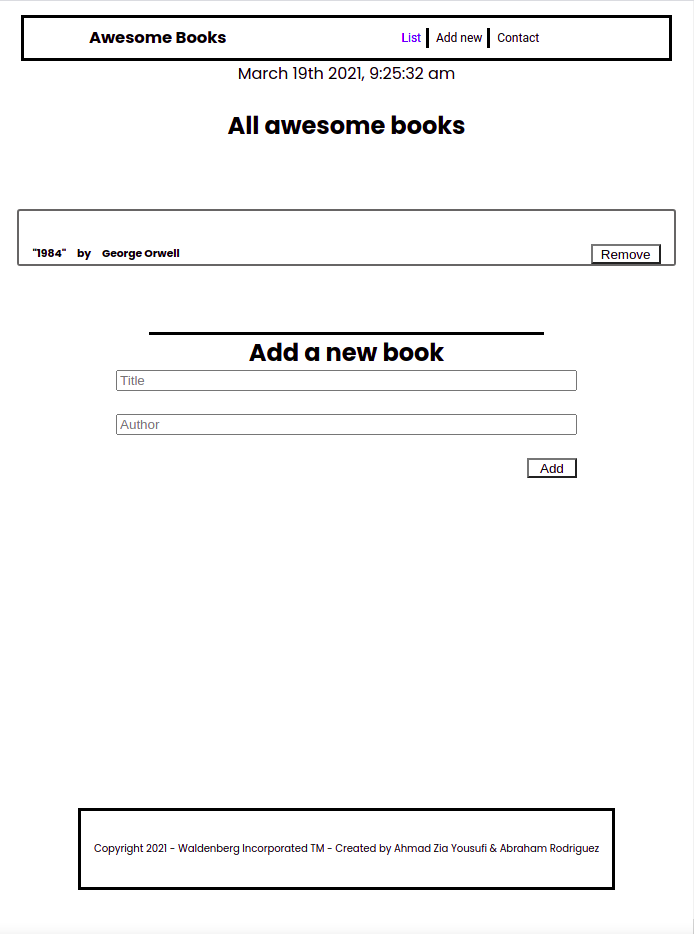 Awesome Books List Add new Contact
March 19th 2021, 9:25:32 am
All awesome books
"1984" by George Orwell Remove
Add a new book
Title
Author
Add
Copyright 2021 - Waldenberg Incorporated TM - Created by Ahmad Zia Yousufi & Abraham Rodriguez